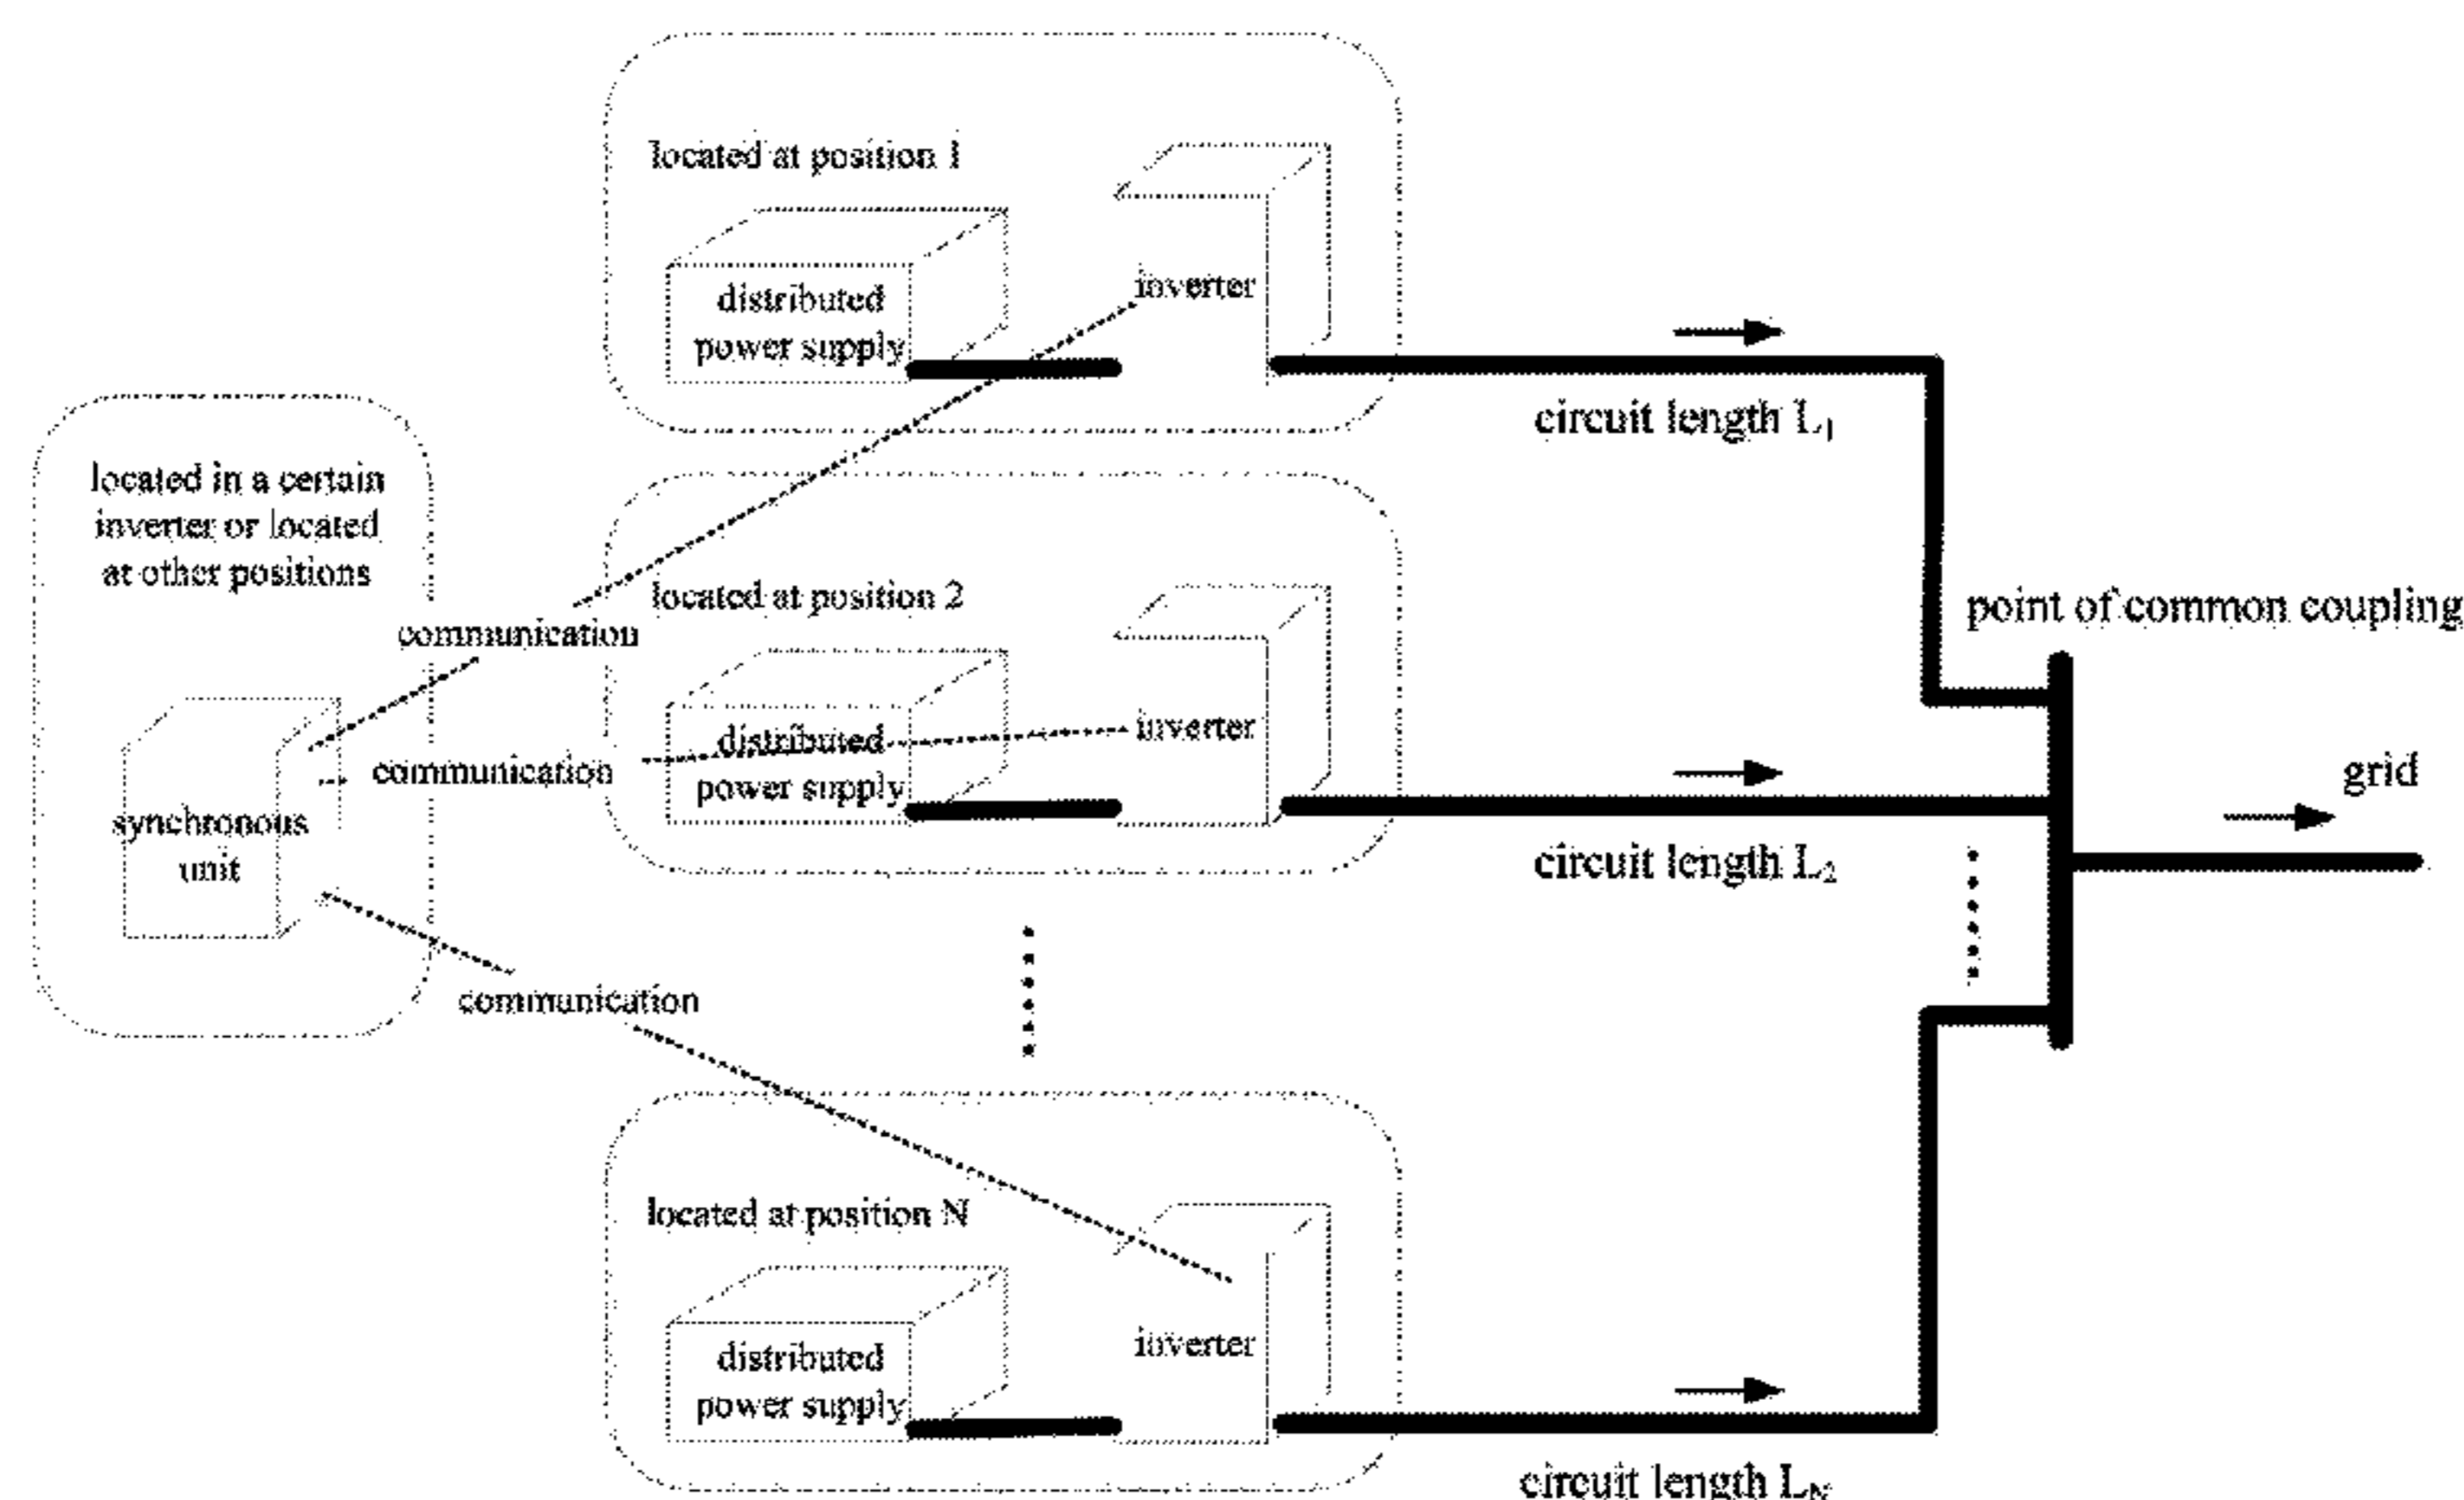 located at position 1
distributed
power supply
inverter
circuit length L₁
located in a certain
inverter or located
at other positions
communication
located at position 2
distributed
power supply
inverter
point of common coupling
communication
synchronous
unit
circuit length L₂
grid
communication
located at position N
distributed
power supply
inverter
circuit length L_N